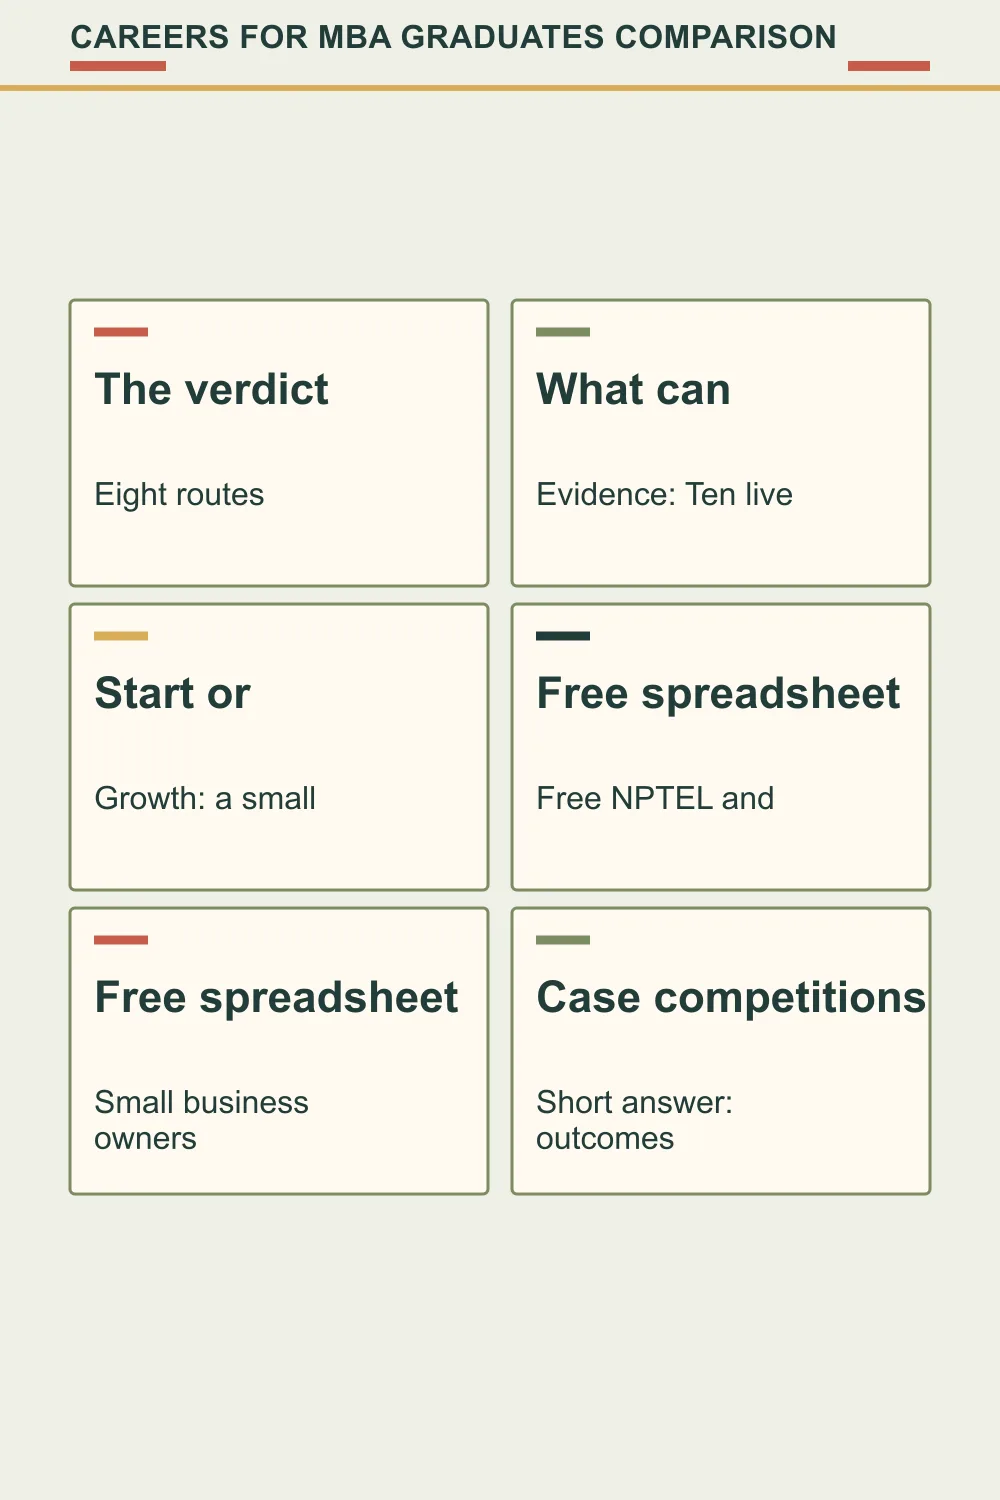 CAREERS FOR MBA GRADUATES COMPARISON
The verdict
Eight routes
What can
Evidence: Ten live
Start or
Growth: a small
Free spreadsheet
Free NPTEL and
Free spreadsheet
Small business
owners
Case competitions
Short answer:
outcomes